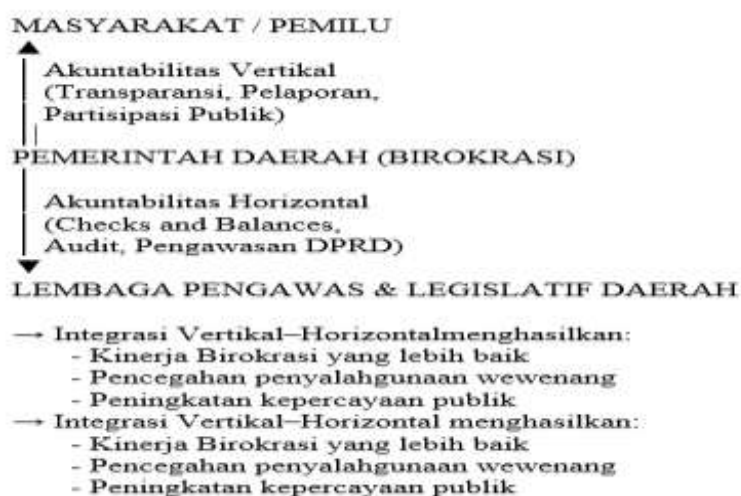 MASYARAKAT / PEMILU
Akuntabilitas Vertikal
(Transparansi, Pelaporan,
Partisipasi Publik)
PEMERINTAH DAERAH (BIROKRASI)
Akuntabilitas Horizontal
(Checks and Balances,
Audit, Pengawasan DPRD)
LEMBAGA PENGAWAS & LEGISLATIF DAERAH
→ Integrasi Vertikal–Horizontalmenghasilkan:
- Kinerja Birokrasi yang lebih baik
- Pencegahan penyalahgunaan wewenang
- Peningkatan kepercayaan publik
→ Integrasi Vertikal–Horizontal menghasilkan:
- Kinerja Birokrasi yang lebih baik
- Pencegahan penyalahgunaan wewenang
- Peningkatan kepercayaan publik